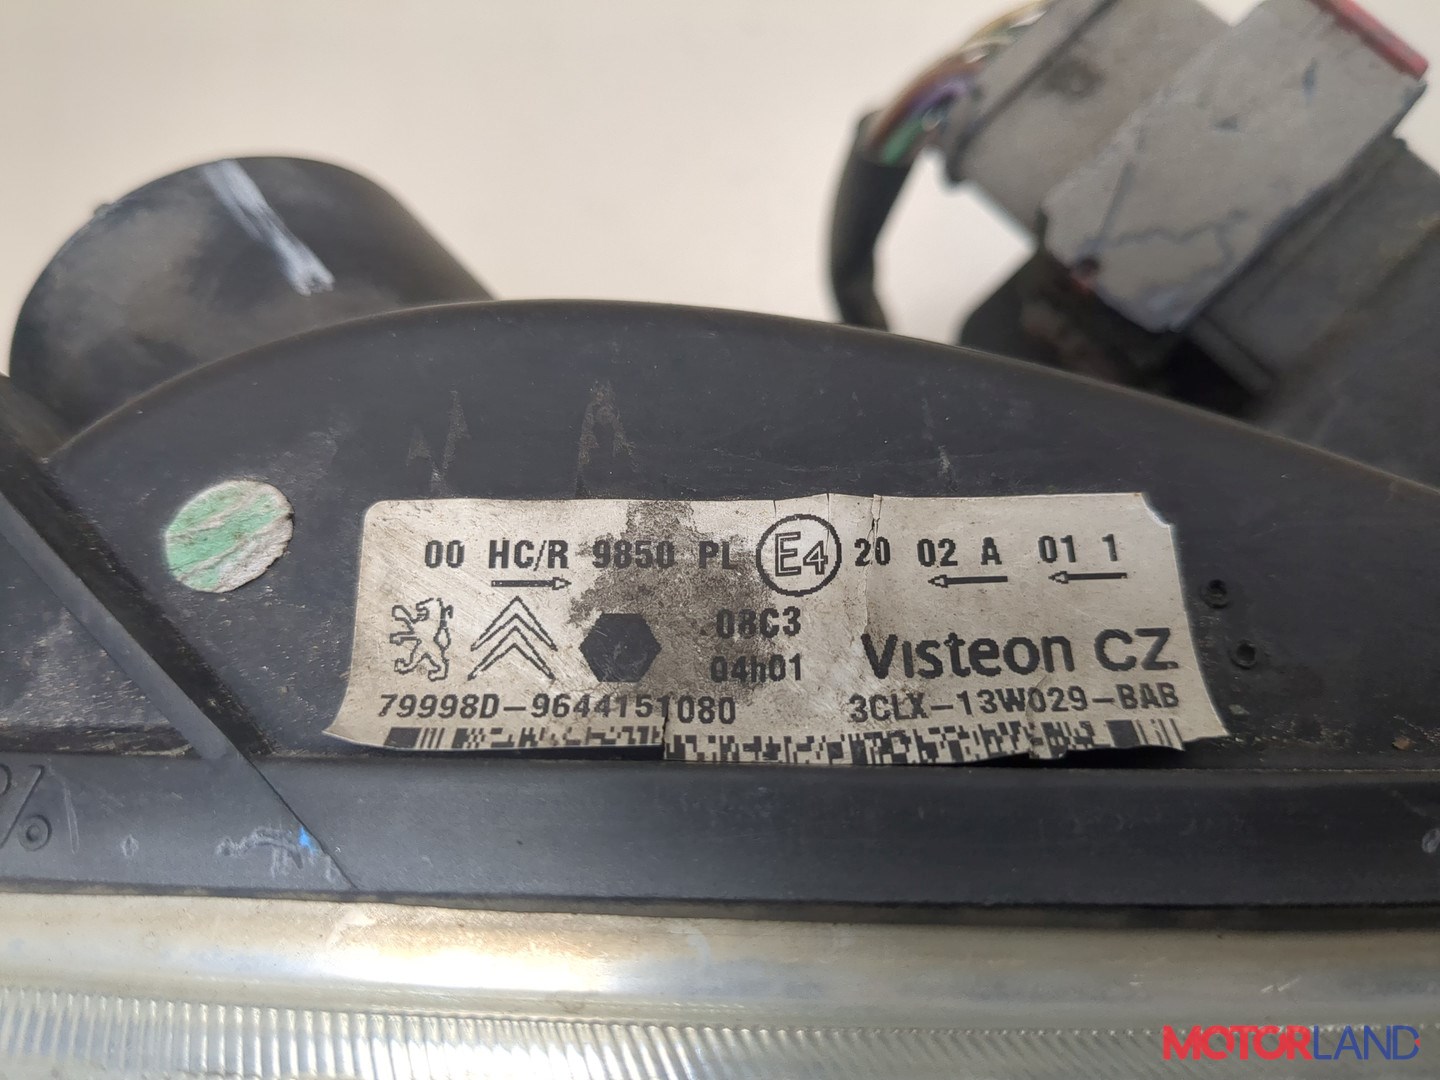 00 HC/R 9850 PL E4 20 02 A 01 1
08C3
04h01
Visteon CZ
79998D-9644151080 3CLX-13W029-BAB
%
MOTORLAND